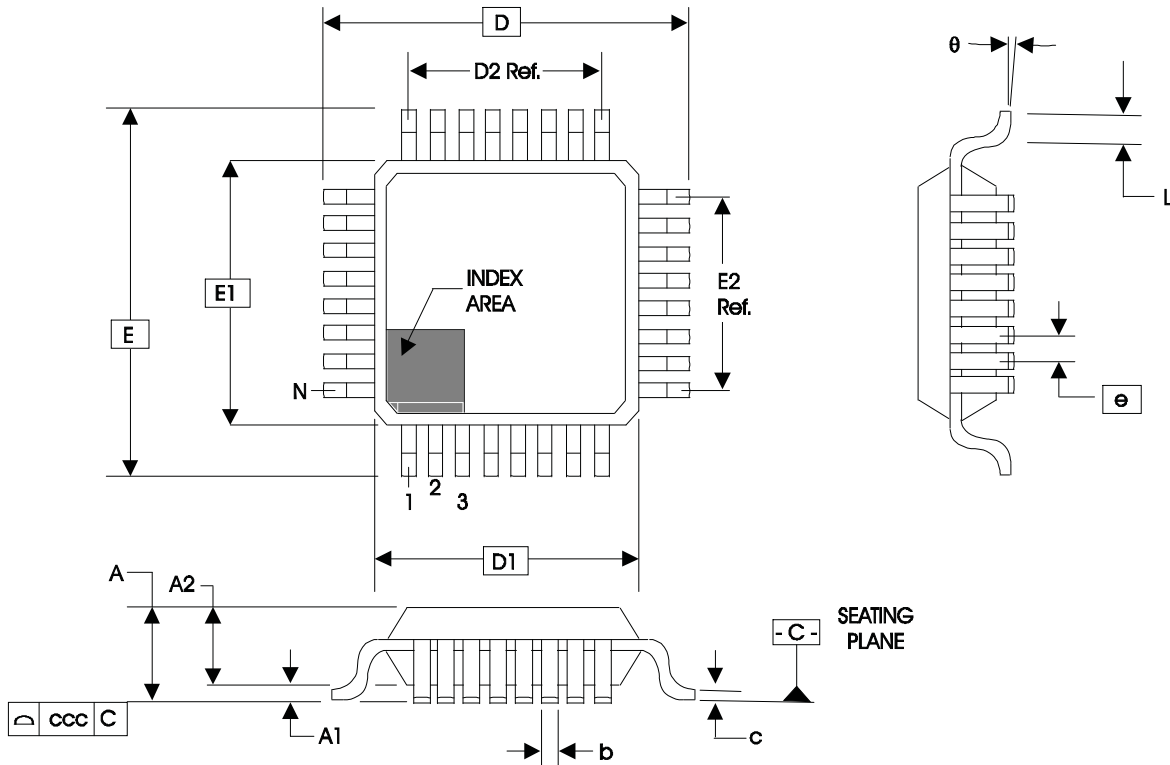 D
D2 Ref.
θ
L
INDEX
AREA
E1
E
E2
Ref.
N
e
1
2
3
D1
A
A2
- C -
SEATING
PLANE
⌓ ccc C
A1
b
c